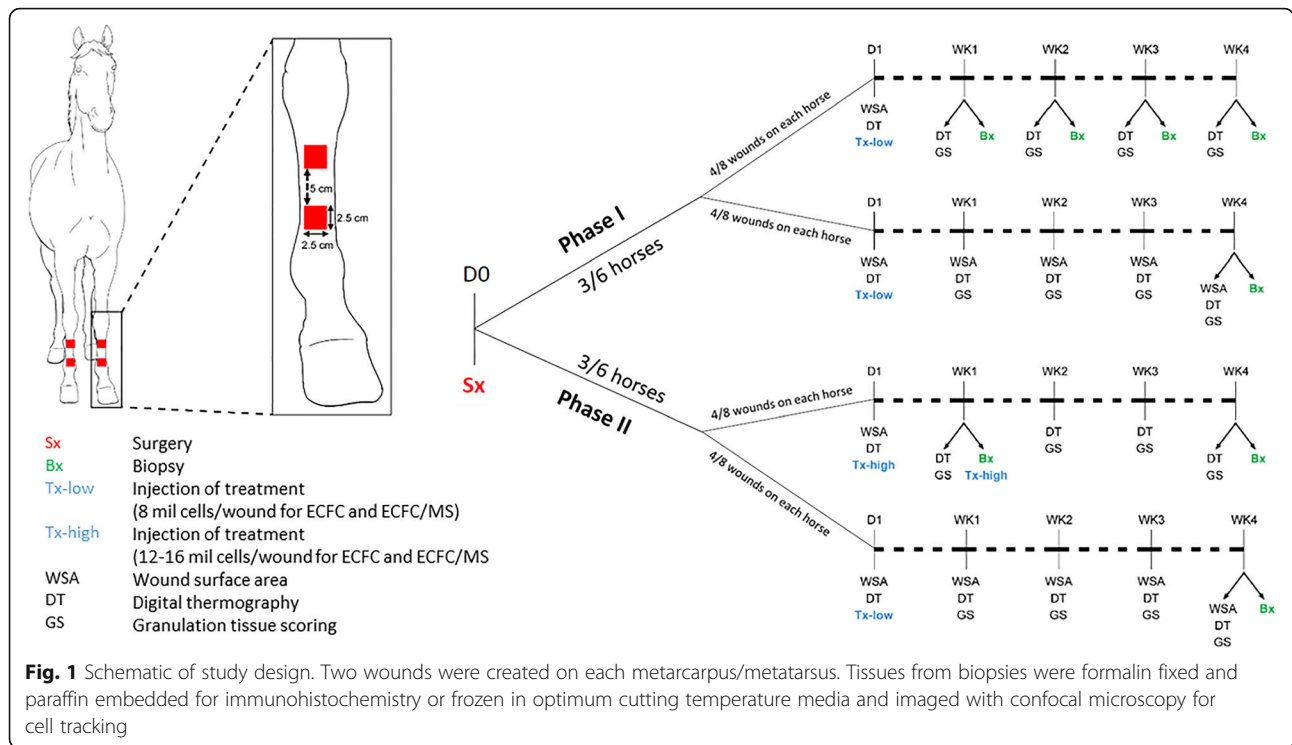 5 cm
2.5 cm
2.5 cm
Sx Surgery
Bx Biopsy
Tx-low Injection of treatment
(8 mil cells/wound for ECFC and ECFC/MS)
Tx-high Injection of treatment
(12-16 mil cells/wound for ECFC and ECFC/MS
WSA Wound surface area
DT Digital thermography
GS Granulation tissue scoring
D0
Sx
Phase I
3/6 horses
3/6 horses
Phase II
4/8 wounds on each horse
D1 WK1 WK2 WK3 WK4
WSA
DT DT Bx DT Bx DT Bx DT Bx
Tx-low GS GS GS GS
4/8 wounds on each horse
D1 WK1 WK2 WK3 WK4
WSA WSA WSA WSA
DT DT DT DT WSA Bx
Tx-low GS GS GS DT
GS
4/8 wounds on each horse
D1 WK1 WK2 WK3 WK4
WSA DT DT
DT DT Bx GS GS DT Bx
Tx-high GS Tx-high GS
4/8 wounds on each horse
D1 WK1 WK2 WK3 WK4
WSA WSA WSA WSA
DT DT DT DT WSA Bx
Tx-low GS GS GS DT
GS
Fig. 1 Schematic of study design. Two wounds were created on each metarcarpus/metatarsus. Tissues from biopsies were formalin fixed and
paraffin embedded for immunohistochemistry or frozen in optimum cutting temperature media and imaged with confocal microscopy for
cell tracking